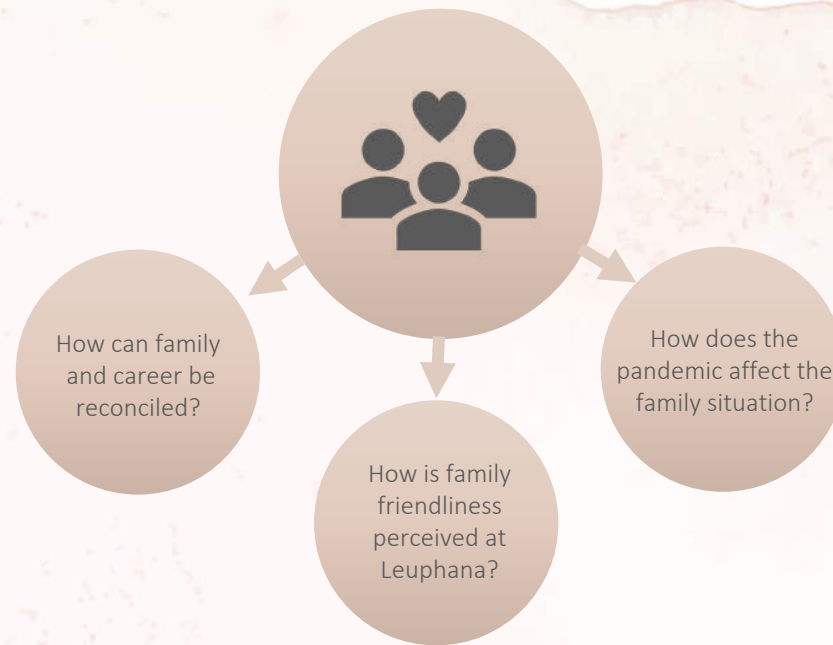 How can family
and career be
reconciled?
How is family
friendliness
perceived at
Leuphana?
How does the
pandemic affect the
family situation?